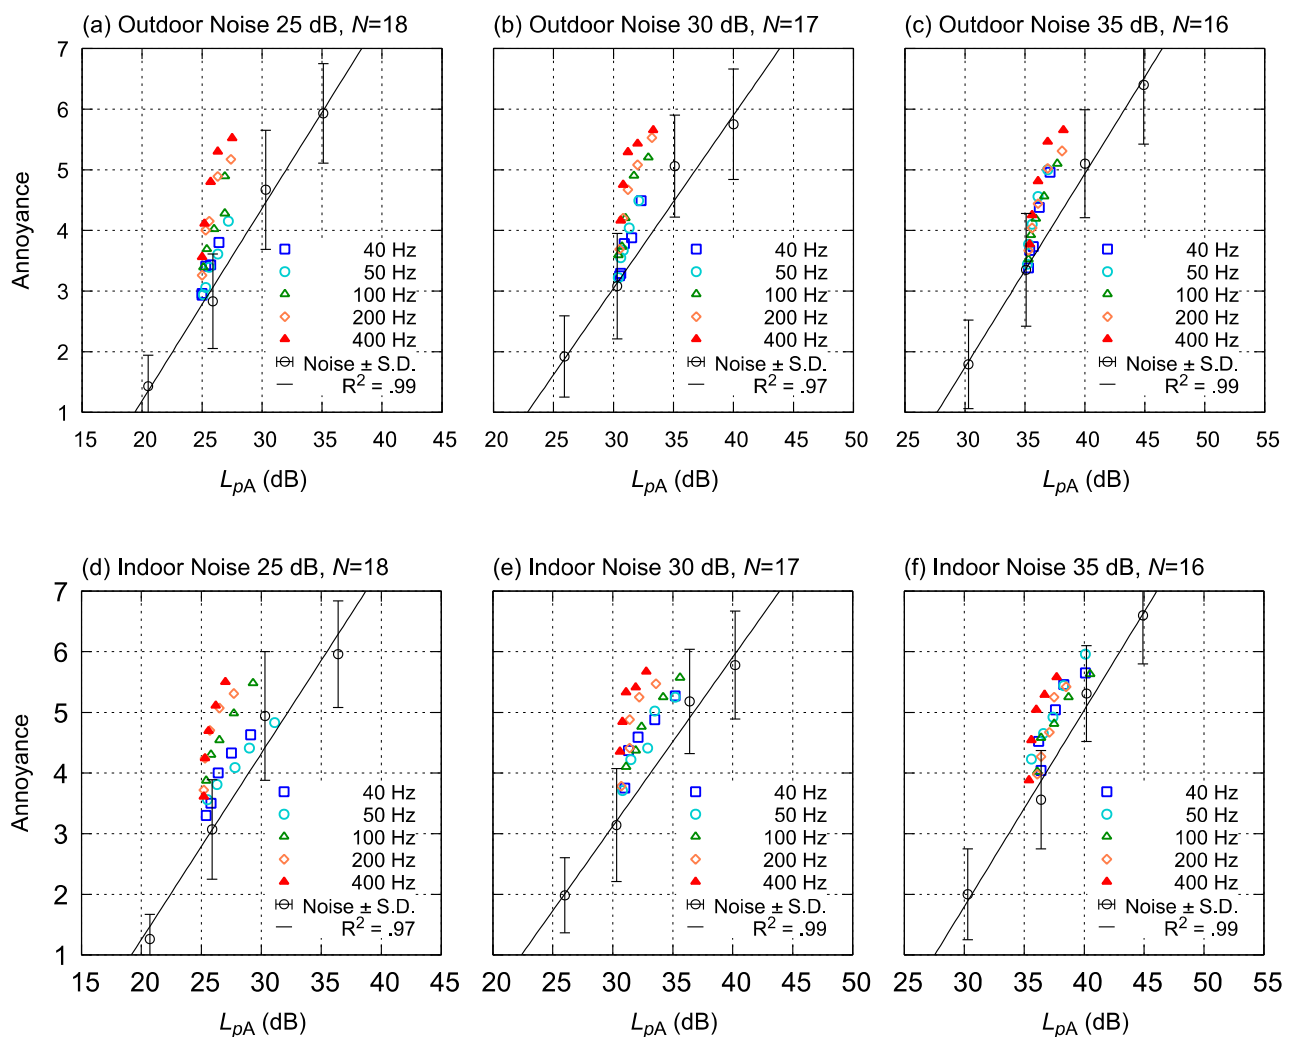 (a) Outdoor Noise 25 dB, N=18
(b) Outdoor Noise 30 dB, N=17
(c) Outdoor Noise 35 dB, N=16
Annoyance
7
6
5
4
3
2
1
40 Hz
50 Hz
100 Hz
200 Hz
400 Hz
Noise ± S.D.
R² = .99
15 20 25 30 35 40 45
LpA (dB)
40 Hz
50 Hz
100 Hz
200 Hz
400 Hz
Noise ± S.D.
R² = .97
20 25 30 35 40 45 50
LpA (dB)
40 Hz
50 Hz
100 Hz
200 Hz
400 Hz
Noise ± S.D.
R² = .99
25 30 35 40 45 50 55
LpA (dB)
(d) Indoor Noise 25 dB, N=18
(e) Indoor Noise 30 dB, N=17
(f) Indoor Noise 35 dB, N=16
Annoyance
7
6
5
4
3
2
1
40 Hz
50 Hz
100 Hz
200 Hz
400 Hz
Noise ± S.D.
R² = .97
15 20 25 30 35 40 45
LpA (dB)
40 Hz
50 Hz
100 Hz
200 Hz
400 Hz
Noise ± S.D.
R² = .99
20 25 30 35 40 45 50
LpA (dB)
40 Hz
50 Hz
100 Hz
200 Hz
400 Hz
Noise ± S.D.
R² = .99
25 30 35 40 45 50 55
LpA (dB)